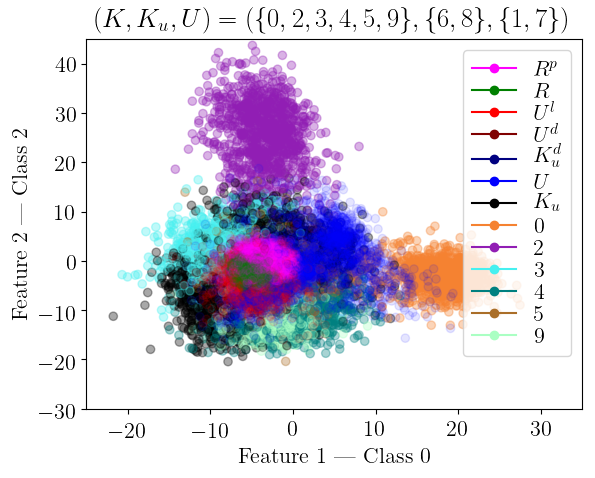 (K, K_u, U) = ({0, 2, 3, 4, 5, 9}, {6, 8}, {1, 7})
40
30
20
10
0
−10
−20
−30
−20
−10
0
10
20
30
Feature 2 — Class 2
Feature 1 — Class 0
R^p
R
U^l
U^d
K_u^d
U
K_u
0
2
3
4
5
9